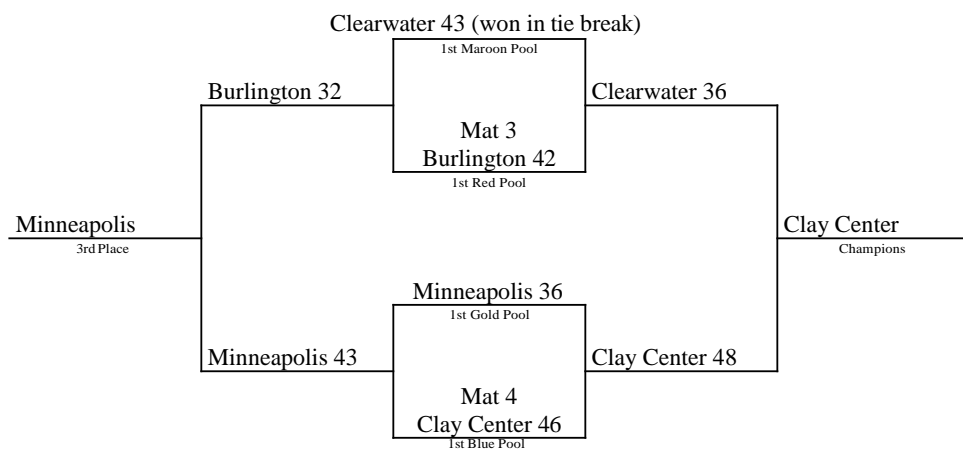 Clearwater 43 (won in tie break)
1st Maroon Pool
Burlington 32
Clearwater 36
Mat 3
Burlington 42
1st Red Pool
Minneapolis
3rd Place
Clay Center
Champions
Minneapolis 36
1st Gold Pool
Minneapolis 43
Clay Center 48
Mat 4
Clay Center 46
1st Blue Pool